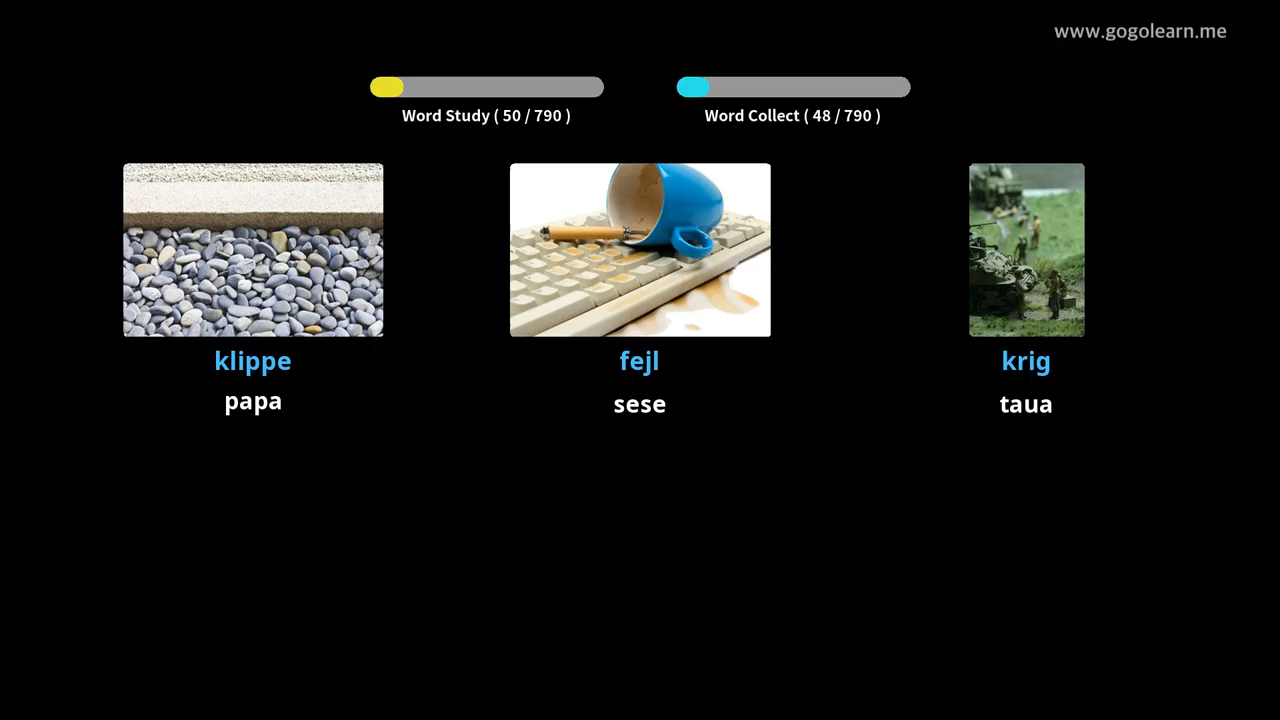 www.gogolearn.me
Word Study ( 50 / 790 )
Word Collect ( 48 / 790 )
klippe
fejl
krig
papa
sese
taua